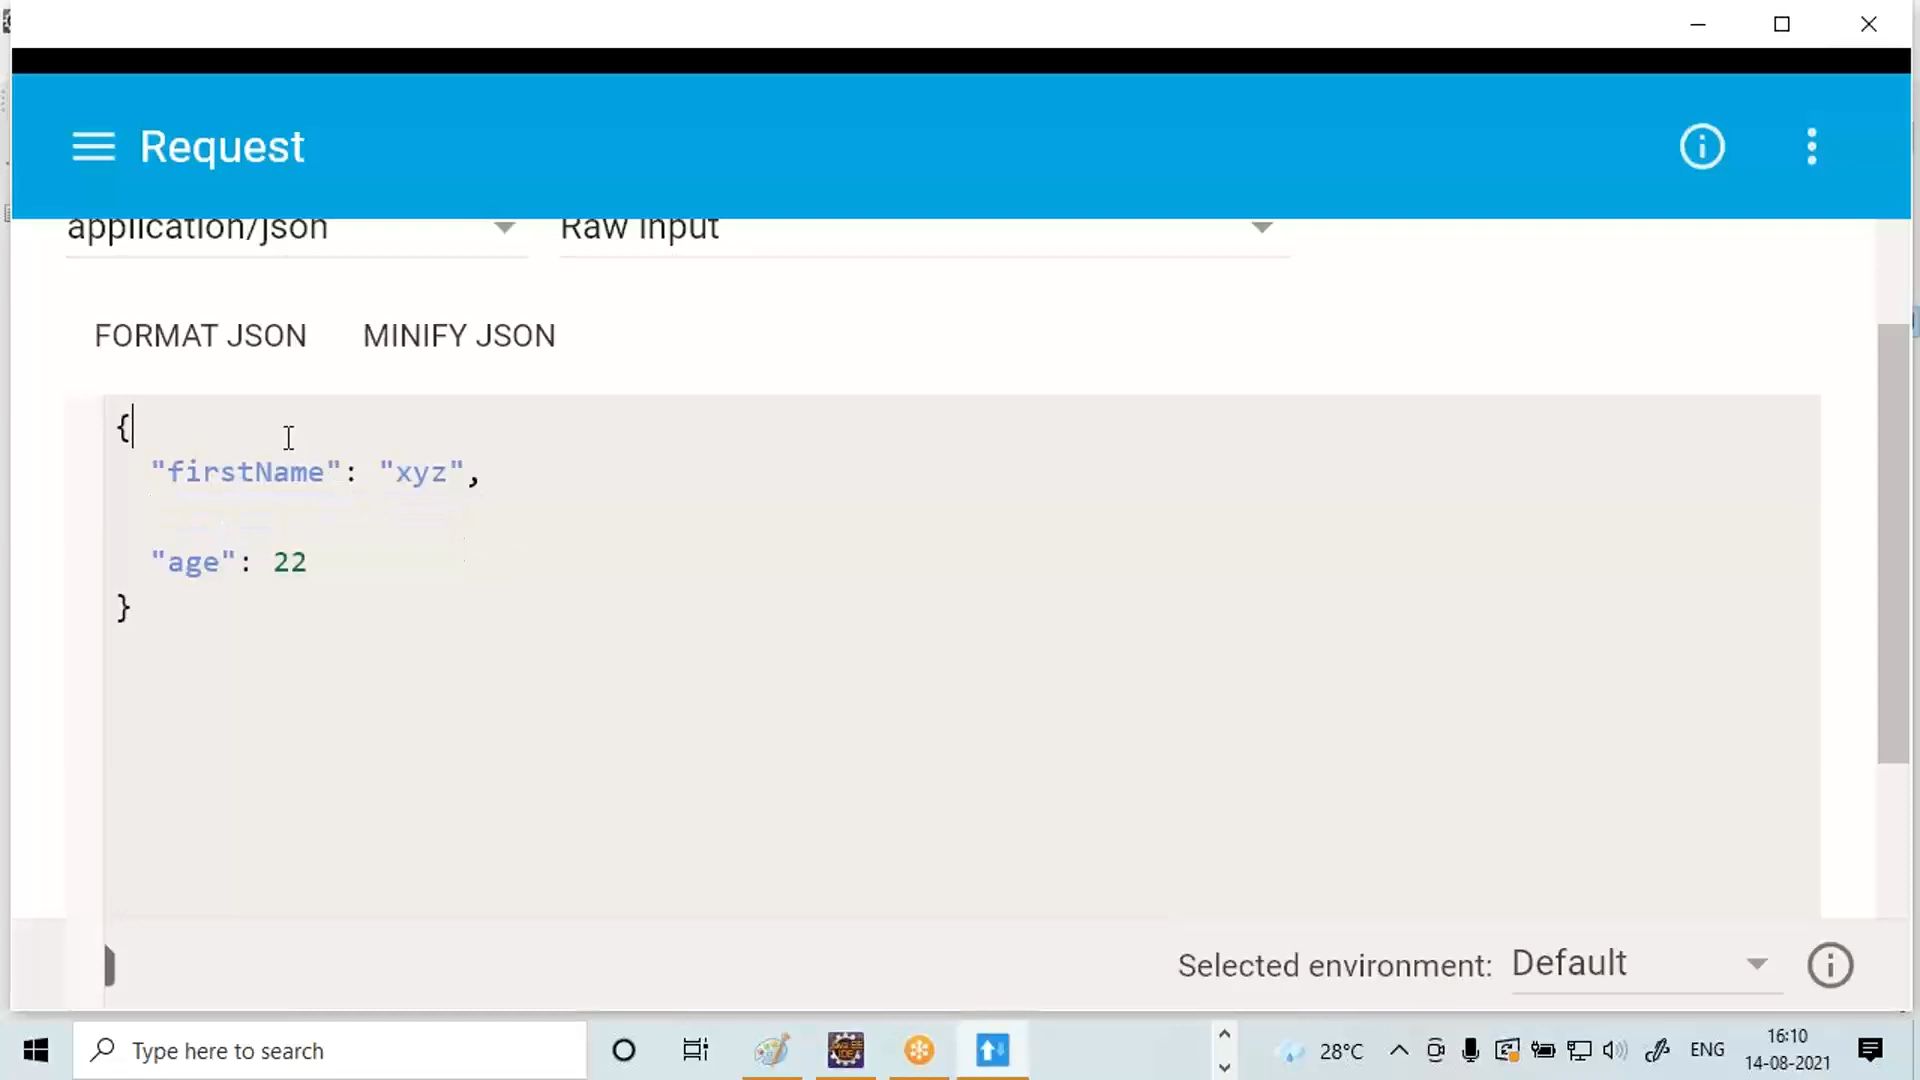 Request
application/json
Raw input
FORMAT JSON
MINIFY JSON
{
"firstName": "xyz",
"age": 22
}
Selected environment: Default
Type here to search
28°C
ENG
16:10
14-08-2021